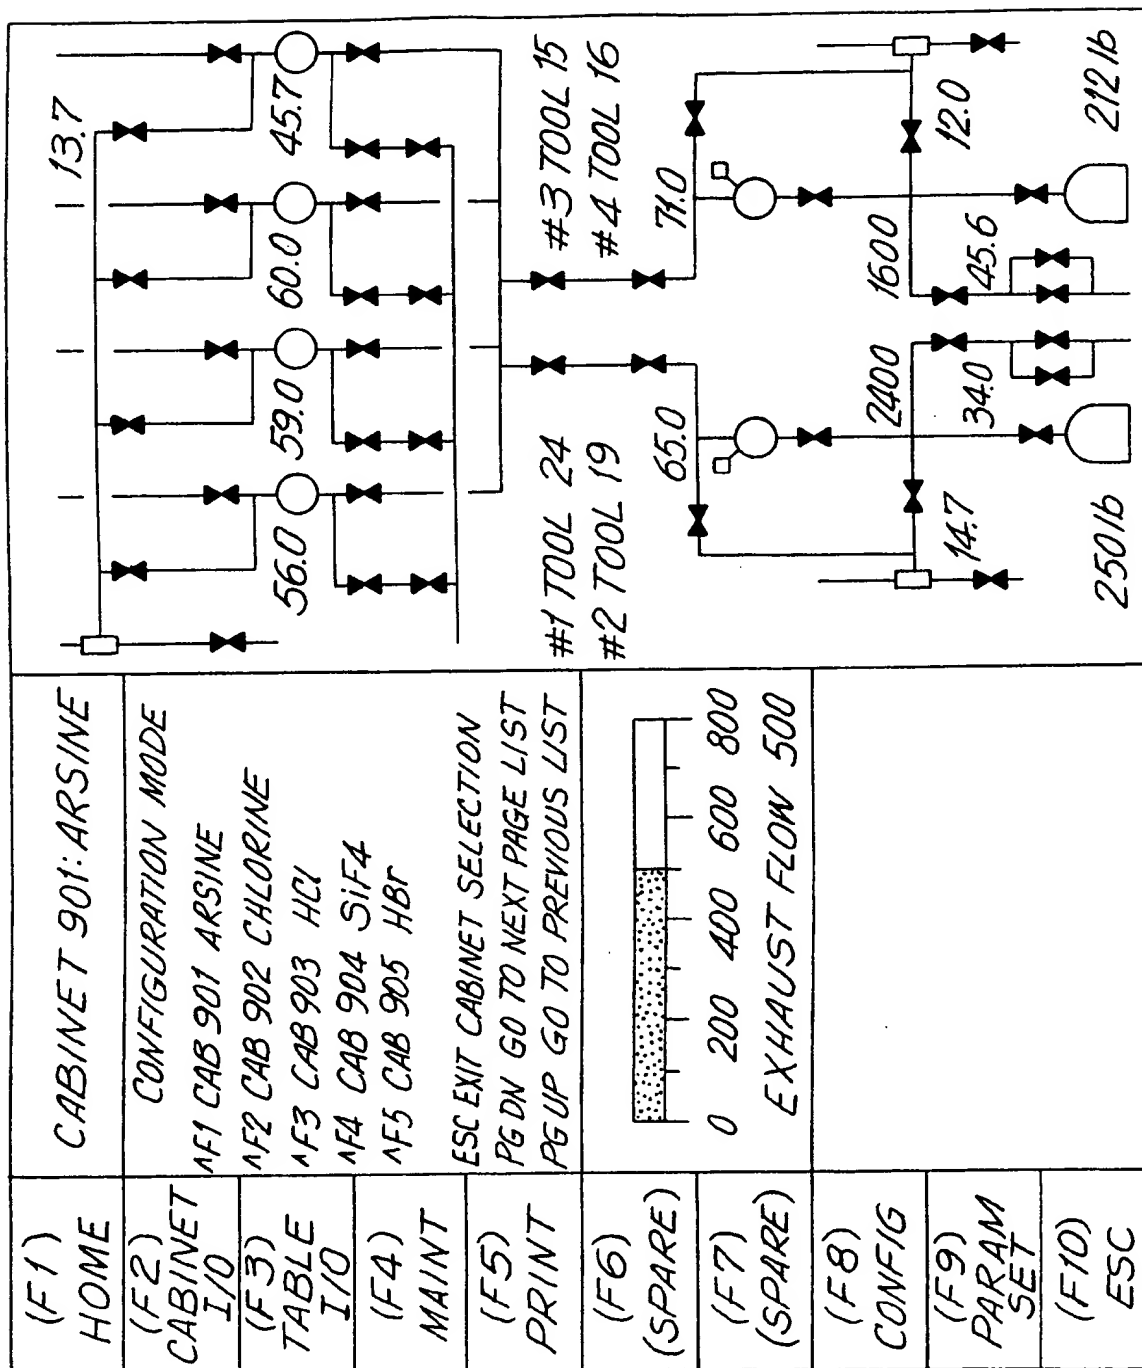 (F1)
HOME
(F2)
CABINET
I/O
(F3)
TABLE
I/O
(F4)
MAINT
(F5)
PRINT
(F6)
(SPARE)
(F7)
(SPARE)
(F8)
CONFIG
(F9)
PARAM
SET
(F10)
ESC
CABINET 901: ARSINE
CONFIGURATION MODE
^F1 CAB 901 ARSINE
^F2 CAB 902 CHLORINE
^F3 CAB 903 HCl
^F4 CAB 904 SiF4
^F5 CAB 905 HBr
ESC EXIT CABINET SELECTION
PG DN GO TO NEXT PAGE LIST
PG UP GO TO PREVIOUS LIST
0 200 400 600 800
EXHAUST FLOW 500
13.7
56.0
59.0
60.0
45.7
#1 TOOL 24
#2 TOOL 19
#3 TOOL 15
#4 TOOL 16
65.0
71.0
2400
1600
14.7
34.0
45.6
12.0
250 lb
212 lb